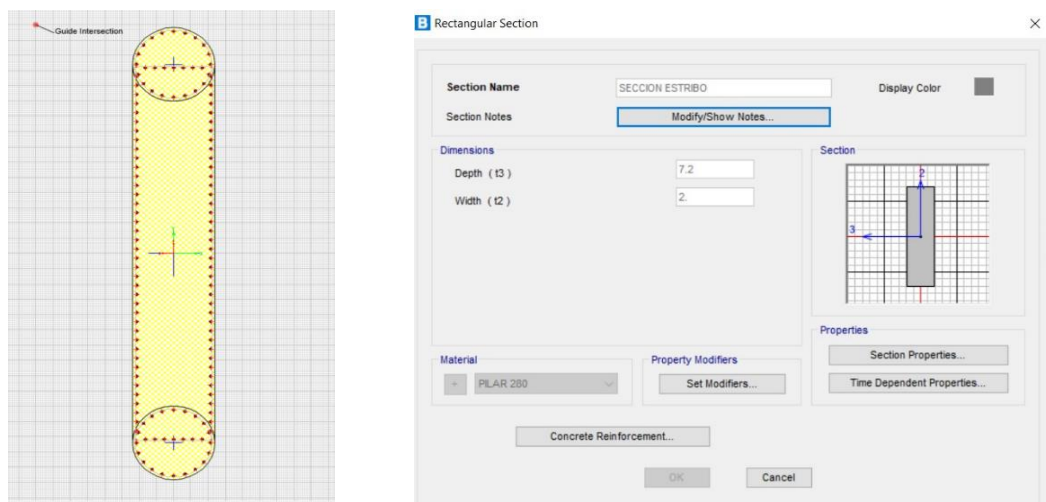 Guide Intersection
B Rectangular Section
Section Name
SECCION ESTRIBO
Display Color
Section Notes
Modify/Show Notes...
Dimensions
Depth ( t3 )
7.2
Width ( t2 )
2.
Section
2
3
Properties
Section Properties...
Time Dependent Properties...
Material
+
PILAR 280
Property Modifiers
Set Modifiers...
Concrete Reinforcement...
OK
Cancel